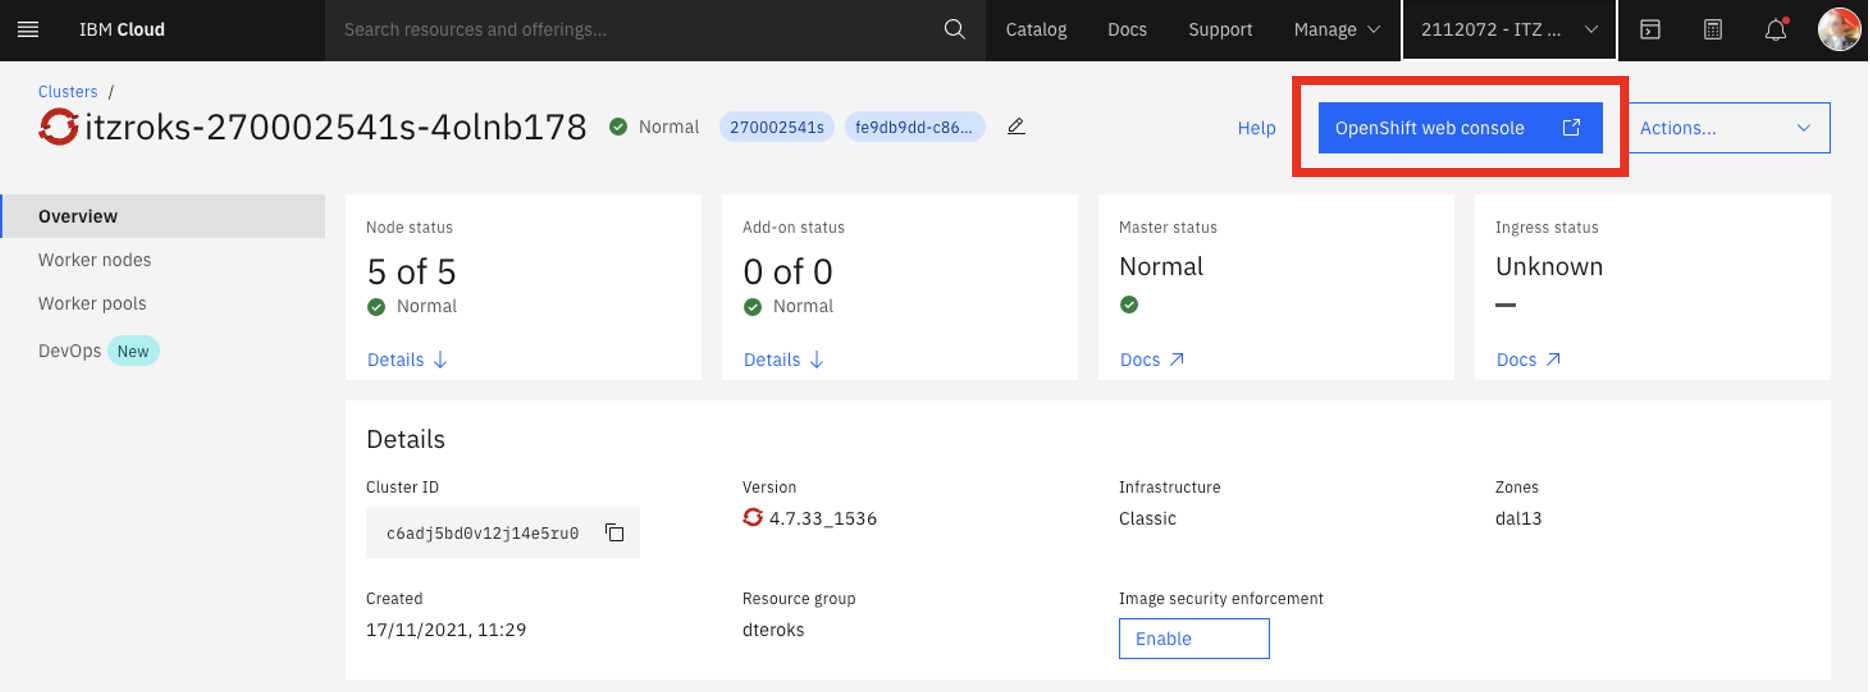 IBM Cloud
Search resources and offerings...
Catalog
Docs
Support
Manage
2112072 - ITZ ...
Clusters /
itzroks-270002541s-4olnb178
Normal
270002541s
fe9db9dd-c86...
Help
OpenShift web console
Actions...
Overview
Worker nodes
Worker pools
DevOps New
Node status
5 of 5
Normal
Details
Add-on status
0 of 0
Normal
Details
Master status
Normal
Docs
Ingress status
Unknown
–
Docs
Details
Cluster ID
c6adj5bd0v12j14e5ru0
Version
4.7.33_1536
Infrastructure
Classic
Zones
dal13
Created
17/11/2021, 11:29
Resource group
dteroks
Image security enforcement
Enable